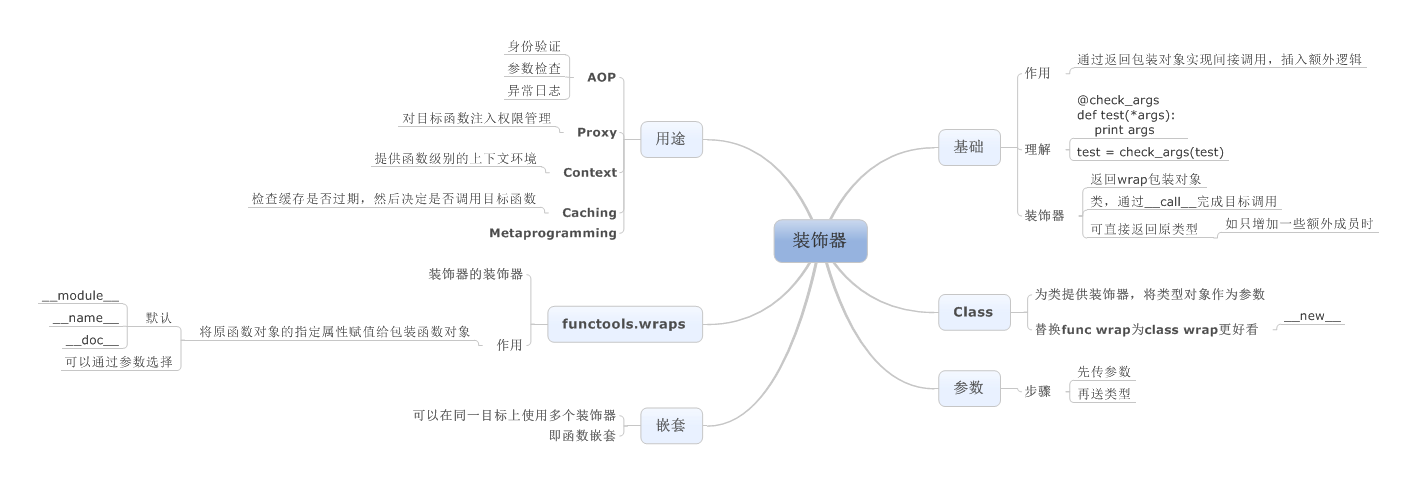 装饰器
基础
作用
通过返回包装对象实现间接调用，插入额外逻辑
理解
@check_args
def test(*args):
print args
test = check_args(test)
装饰器
返回wrap包装对象
类，通过__call__完成目标调用
可直接返回原类型
如只增加一些额外成员时
Class
为类提供装饰器，将类型对象作为参数
替换func wrap为class wrap更好看
__new__
参数
步骤
先传参数
再送类型
用途
AOP
身份验证
参数检查
异常日志
Proxy
对目标函数注入权限管理
Context
提供函数级别的上下文环境
Caching
检查缓存是否过期，然后决定是否调用目标函数
Metaprogramming
functools.wraps
装饰器的装饰器
作用
将原函数对象的指定属性赋值给包装函数对象
默认
__module__
__name__
__doc__
可以通过参数选择
嵌套
可以在同一目标上使用多个装饰器
即函数嵌套